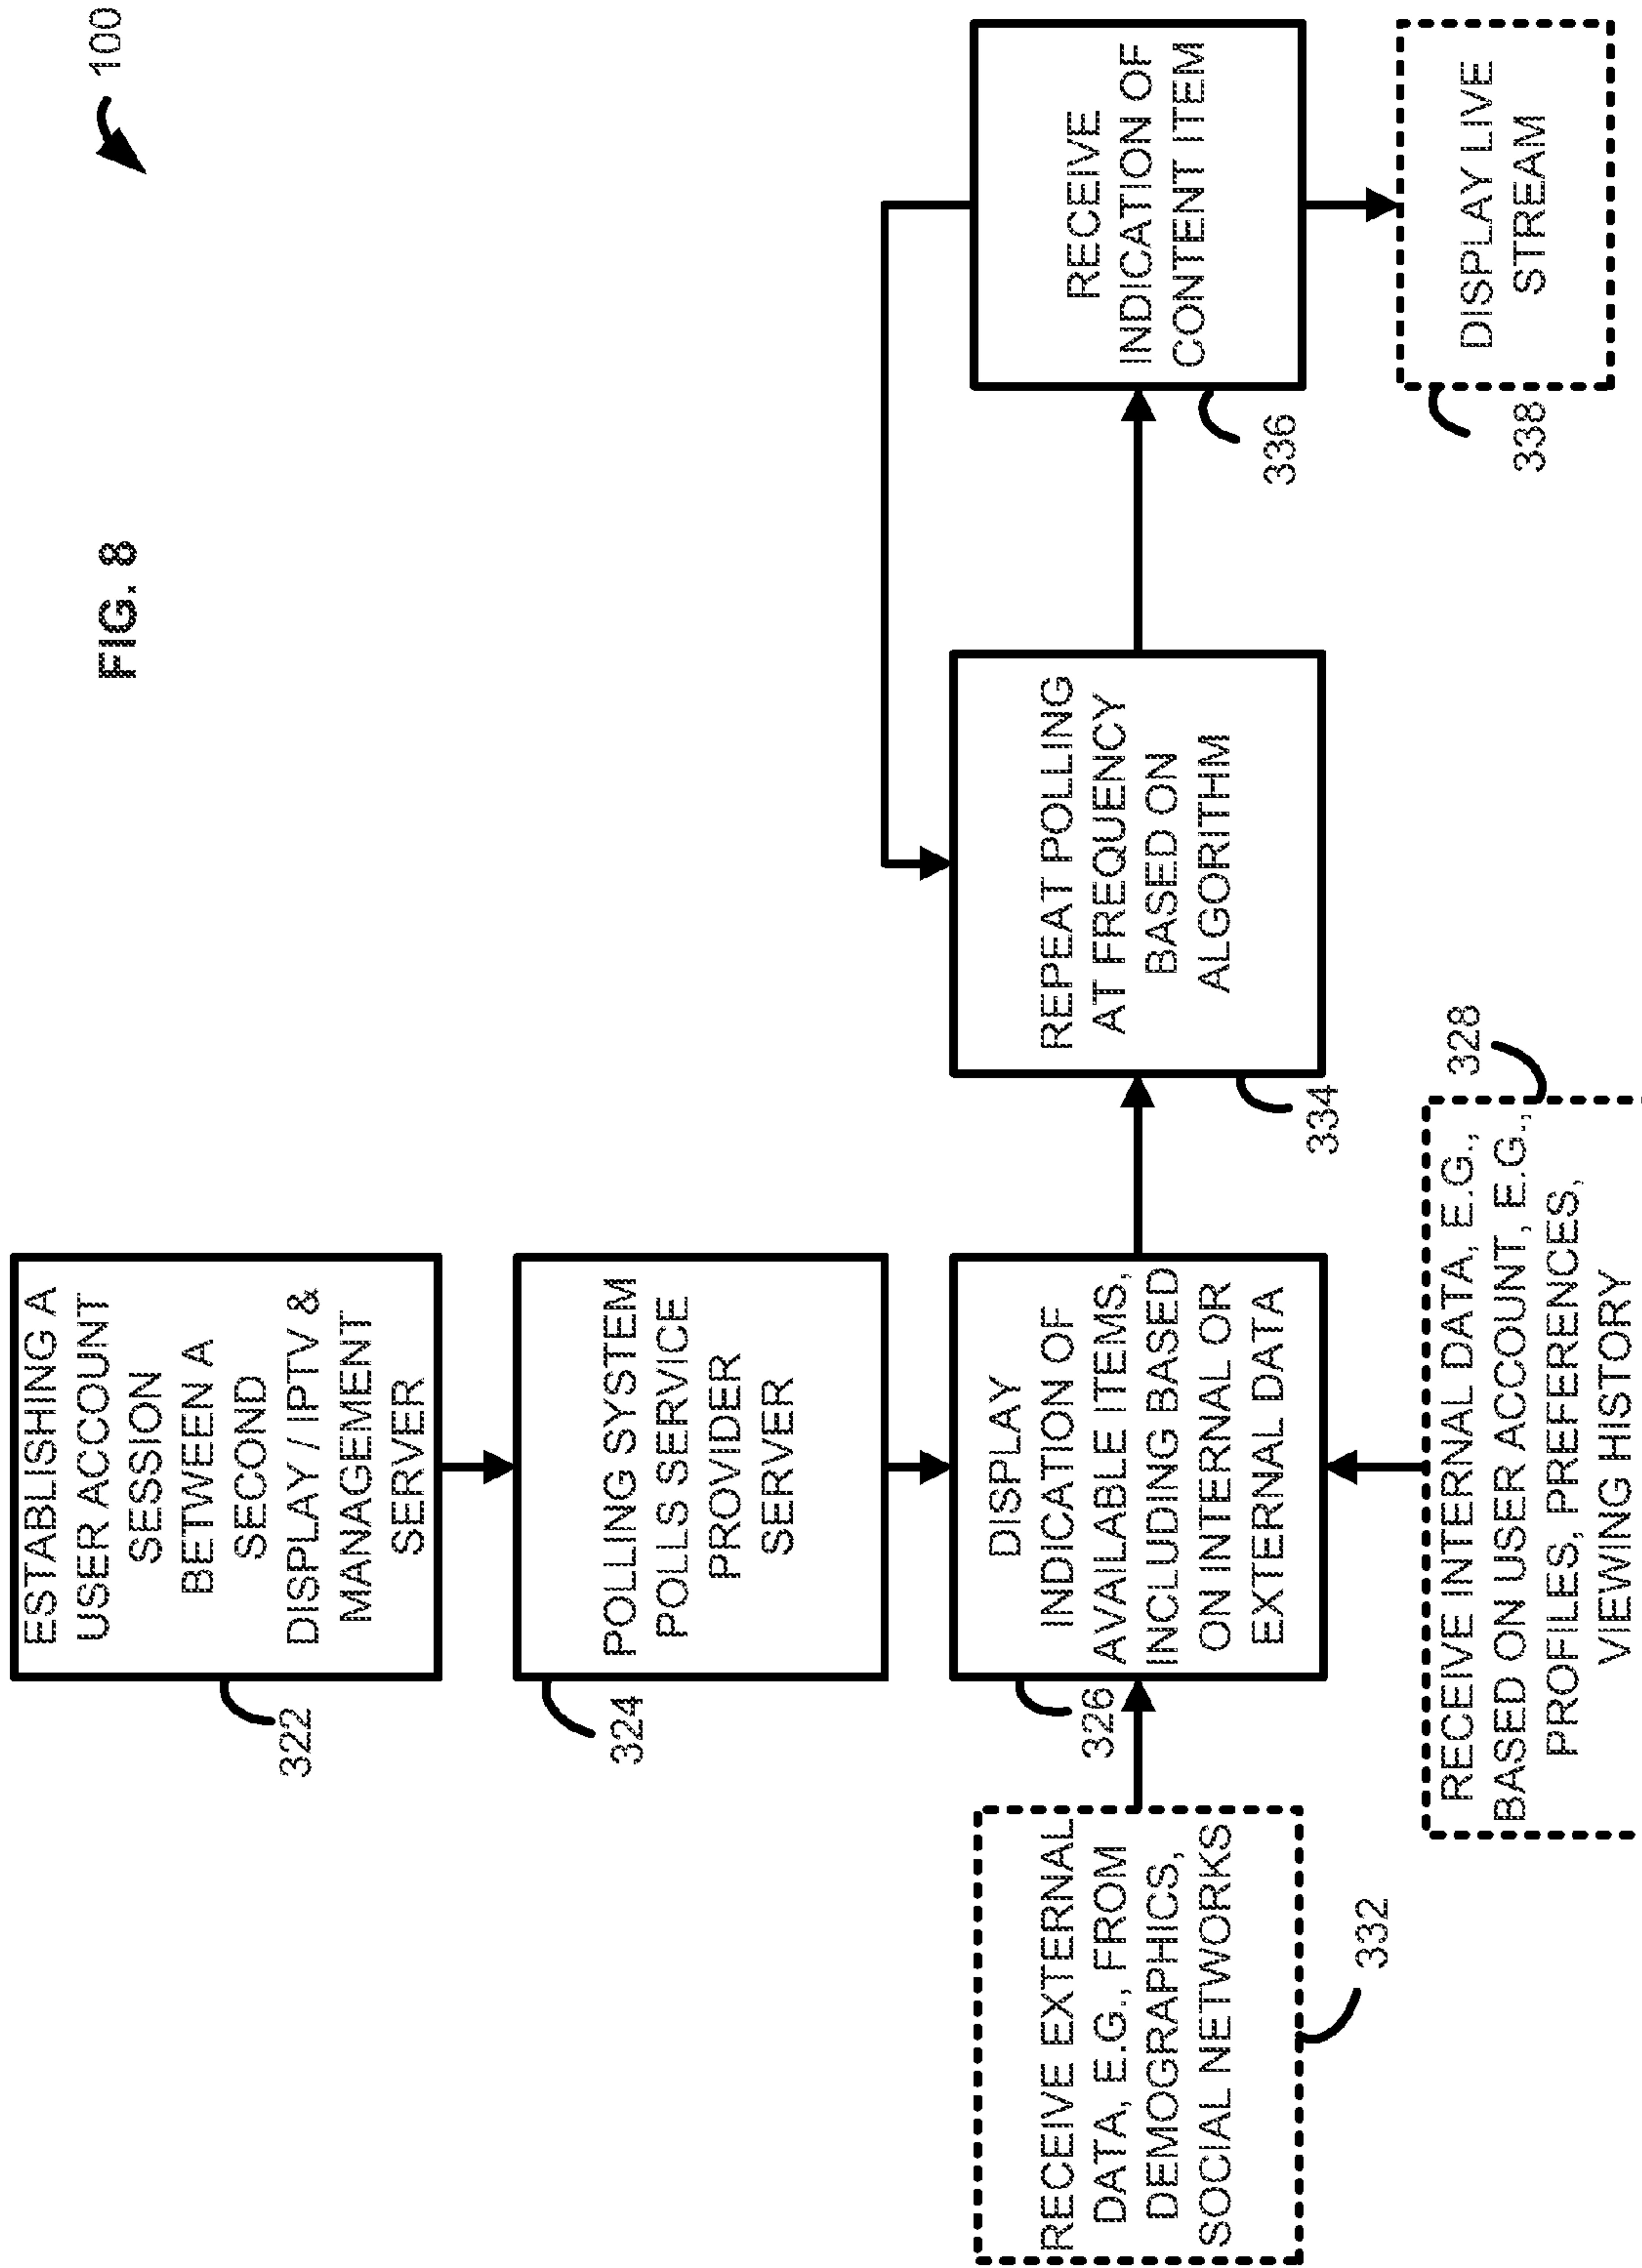 FIG. 8
100
ESTABLISHING A
USER ACCOUNT
SESSION
BETWEEN A
SECOND
DISPLAY / IPTV &
MANAGEMENT
SERVER
322
POLLING SYSTEM
POLLS SERVICE
PROVIDER
SERVER
324
DISPLAY
INDICATION OF
AVAILABLE ITEMS,
INCLUDING BASED
ON INTERNAL OR
EXTERNAL DATA
326
RECEIVE EXTERNAL
DATA, E.G., FROM
DEMOGRAPHICS,
SOCIAL NETWORKS
332
RECEIVE INTERNAL DATA, E.G.,
BASED ON USER ACCOUNT, E.G.,
PROFILES, PREFERENCES,
VIEWING HISTORY
328
REPEAT POLLING
AT FREQUENCY
BASED ON
ALGORITHM
334
RECEIVE
INDICATION OF
CONTENT ITEM
336
DISPLAY LIVE
STREAM
338